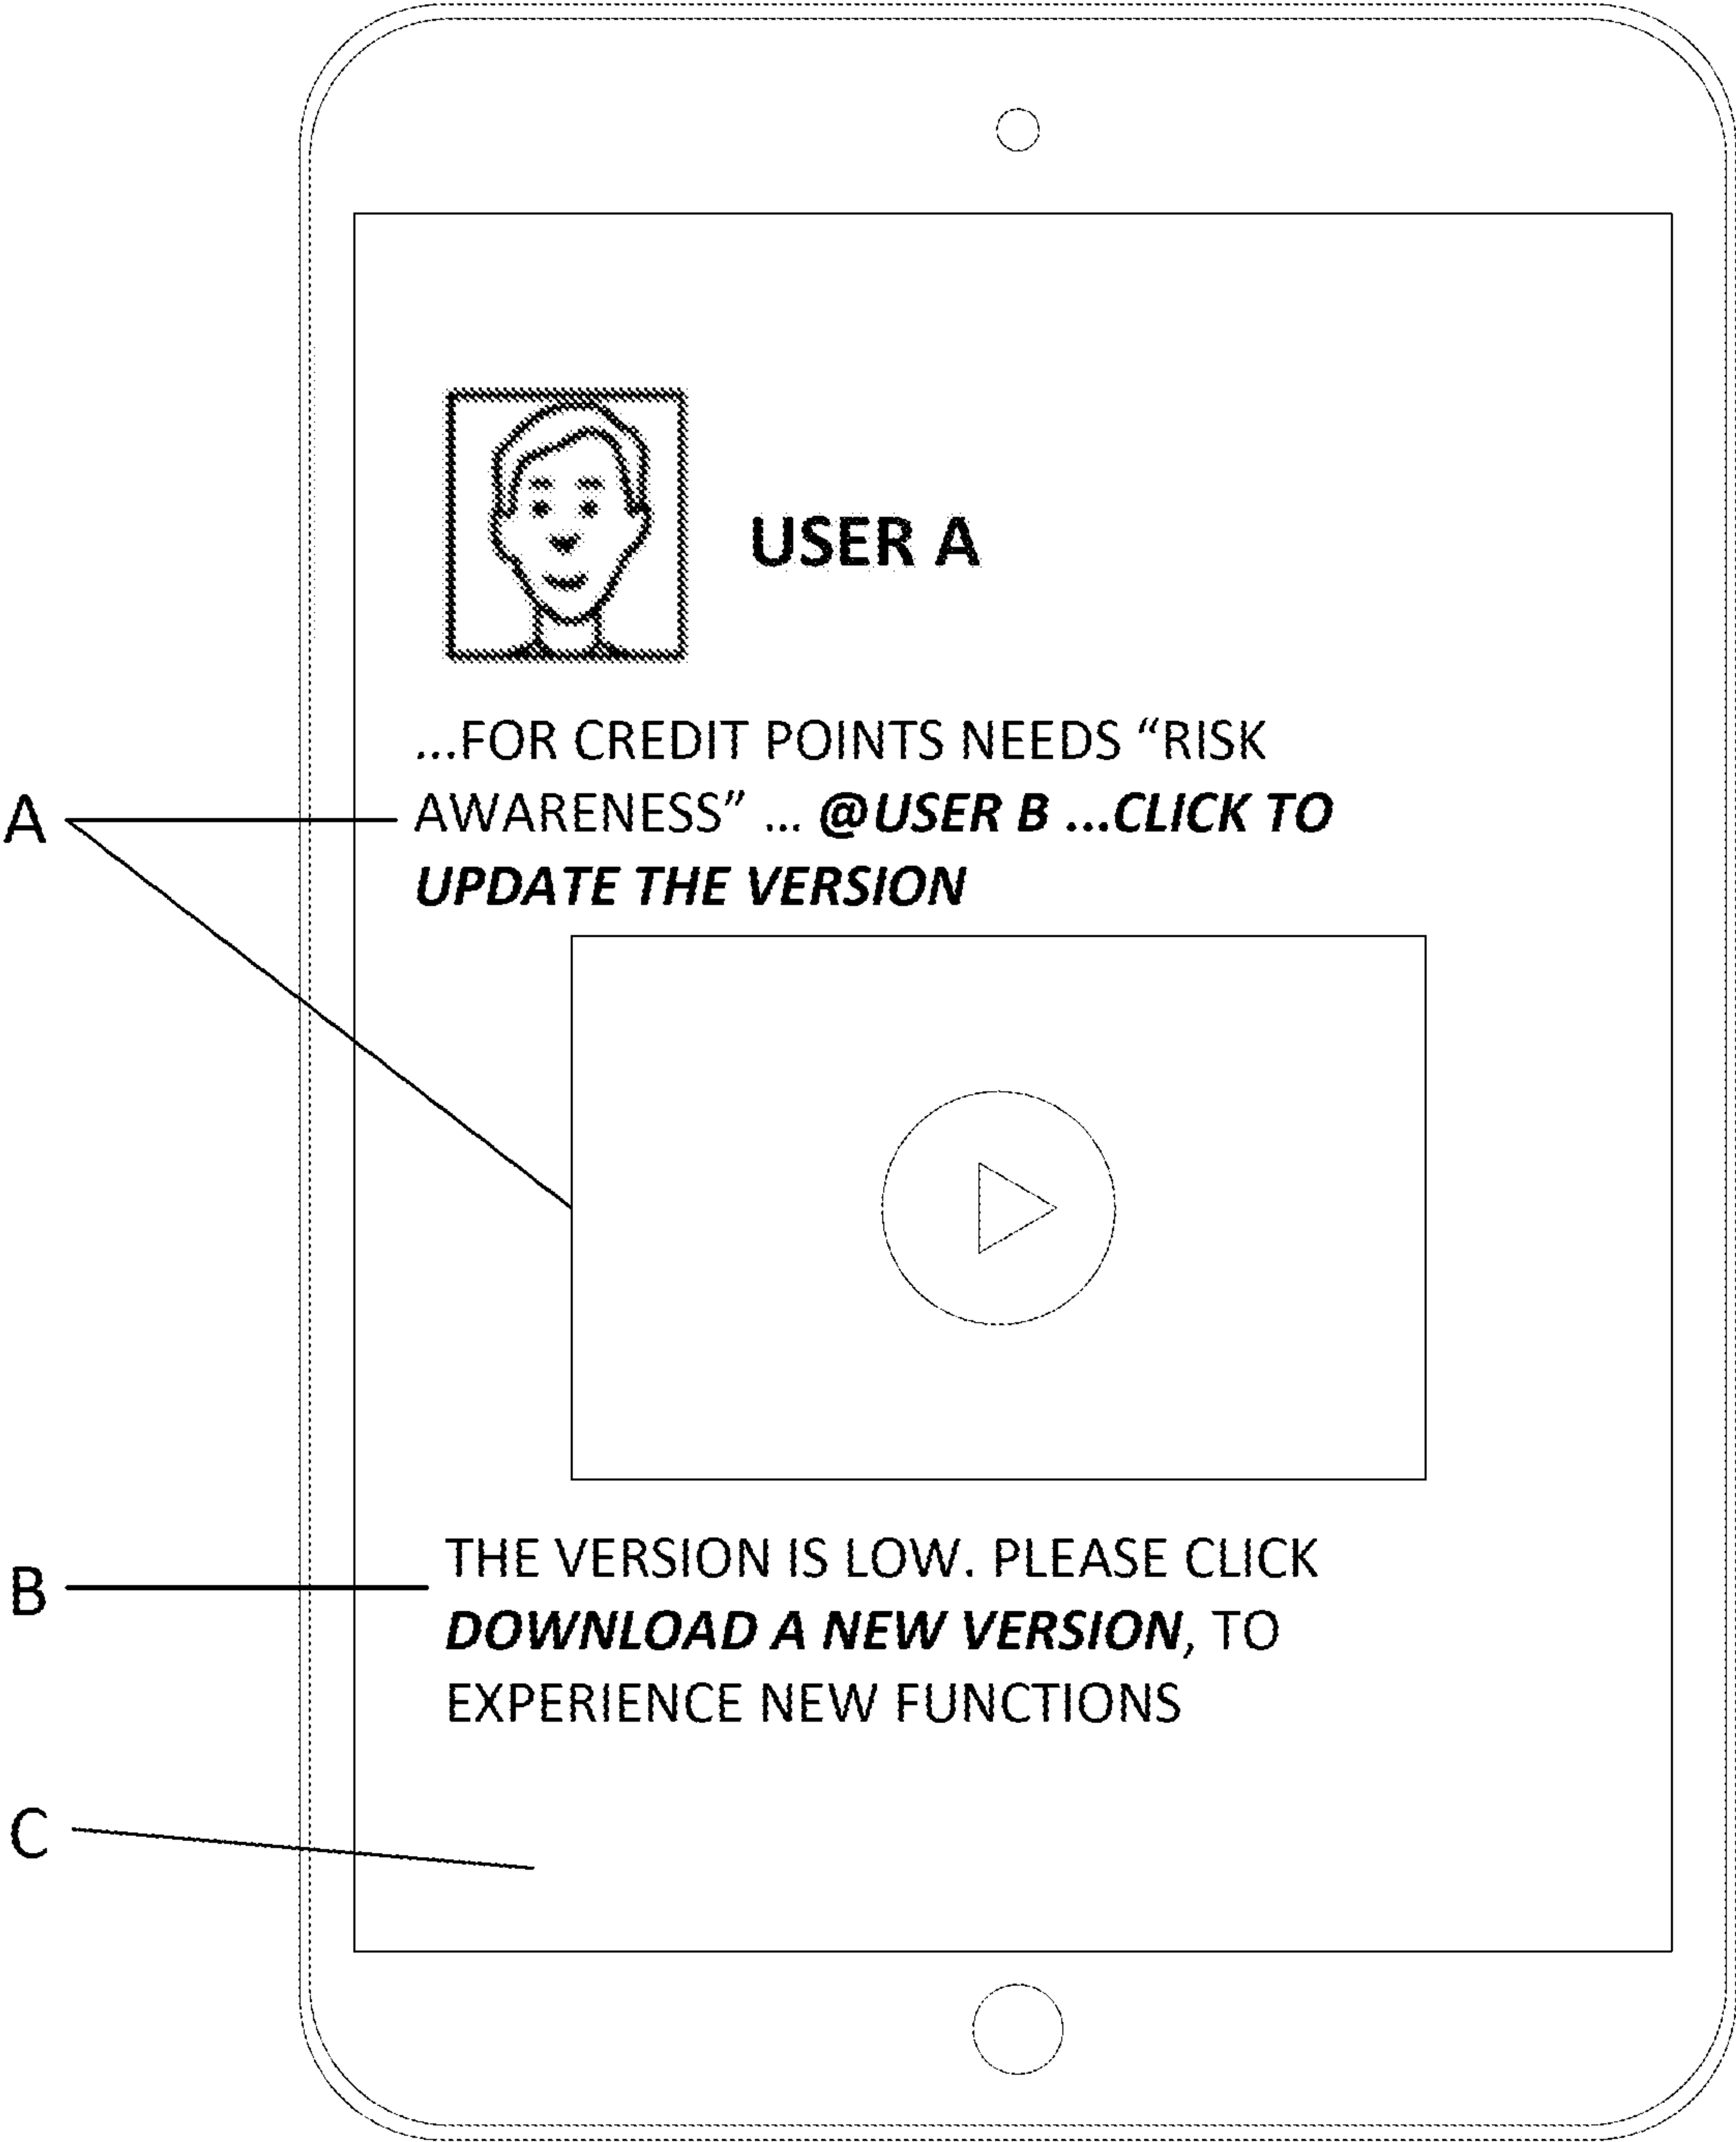 USER A
...FOR CREDIT POINTS NEEDS “RISK
A
AWARENESS” ... @USER B ...CLICK TO
UPDATE THE VERSION
THE VERSION IS LOW. PLEASE CLICK
B
DOWNLOAD A NEW VERSION, TO
EXPERIENCE NEW FUNCTIONS
C